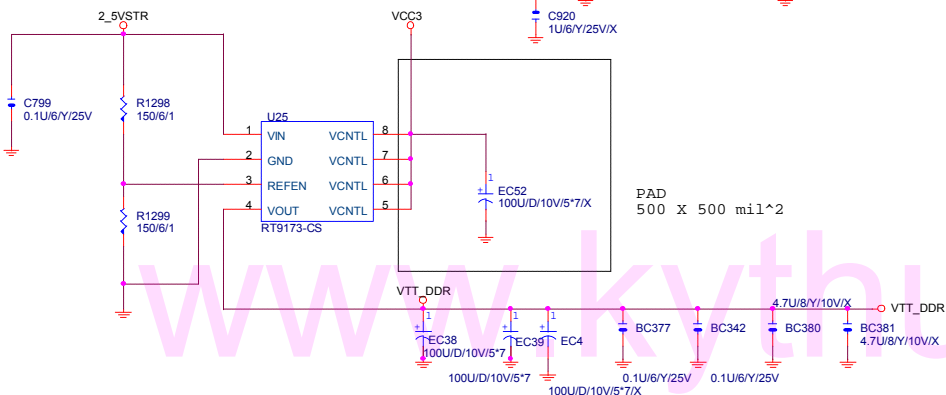 C920
1U/6/Y/25V/X
2_5VSTR
VCC3
C799
0.1U/6/Y/25V
R1298
150/6/1
U25
1 VIN VCNTL 8
2 GND VCNTL 7
3 REFEN VCNTL 6
4 VOUT VCNTL 5
RT9173-CS
R1299
150/6/1
1
+
EC52
100U/D/10V/5*7/X
PAD
500 X 500 mil^2
VTT_DDR
4.7U/8/Y/10V/X
VTT_DDR
1
+
EC38
100U/D/10V/5*7
1
+
EC39
100U/D/10V/5*7
1
+
EC4
100U/D/10V/5*7/X
BC377
0.1U/6/Y/25V
BC342
0.1U/6/Y/25V
BC380
BC381
4.7U/8/Y/10V/X
www.kythu